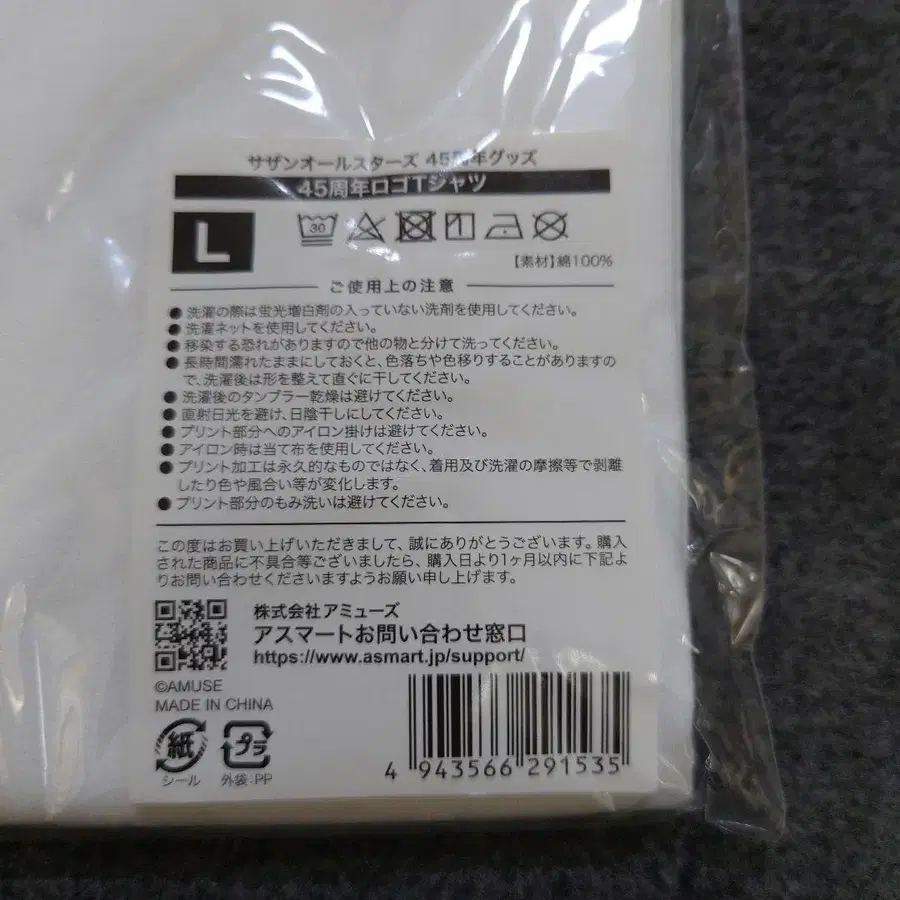 サザンオールスターズ 45周年グッズ
45周年ロゴTシャツ
L
30
【素材】綿100%
ご使用上の注意
●洗濯の際は蛍光増白剤の入っていない洗剤を使用してください。
●洗濯ネットを使用してください。
●移染する恐れがありますので他の物と分けて洗ってください。
●長時間濡れたままにしておくと、色落ちや色移りすることがありますの
で、洗濯後は形を整えて直ぐに干してください。
●洗濯後のタンブラー乾燥は避けてください。
●直射日光を避け、日陰干しにしてください。
●プリント部分へのアイロン掛けは避けてください。
●アイロン時は当て布を使用してください。
●プリント加工は永久的なものではなく、着用及び洗濯の摩擦等で剥離
したり色や風合い等が変化します。
●プリント部分のもみ洗いは避けてください。
この度はお買い上げいただきまして、誠にありがとうございます。購入
された商品に不具合等ございましたら、購入日より1ヶ月以内に下記よ
りお問い合わせくださいますようお願い申し上げます。
株式会社アミューズ
アスマートお問い合わせ窓口
https://www.asmart.jp/support/
©AMUSE
MADE IN CHINA
紙
シール
プラ
外袋・PP
4 943566 291535